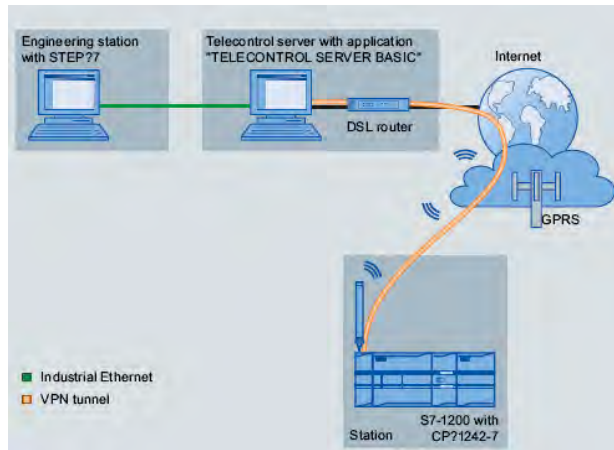 Engineering station
with STEP?7
Telecontrol server with application
"TELECONTROL SERVER BASIC"
Internet
DSL router
GPRS
Industrial Ethernet
VPN tunnel
Station
S7-1200 with
CP?1242-7